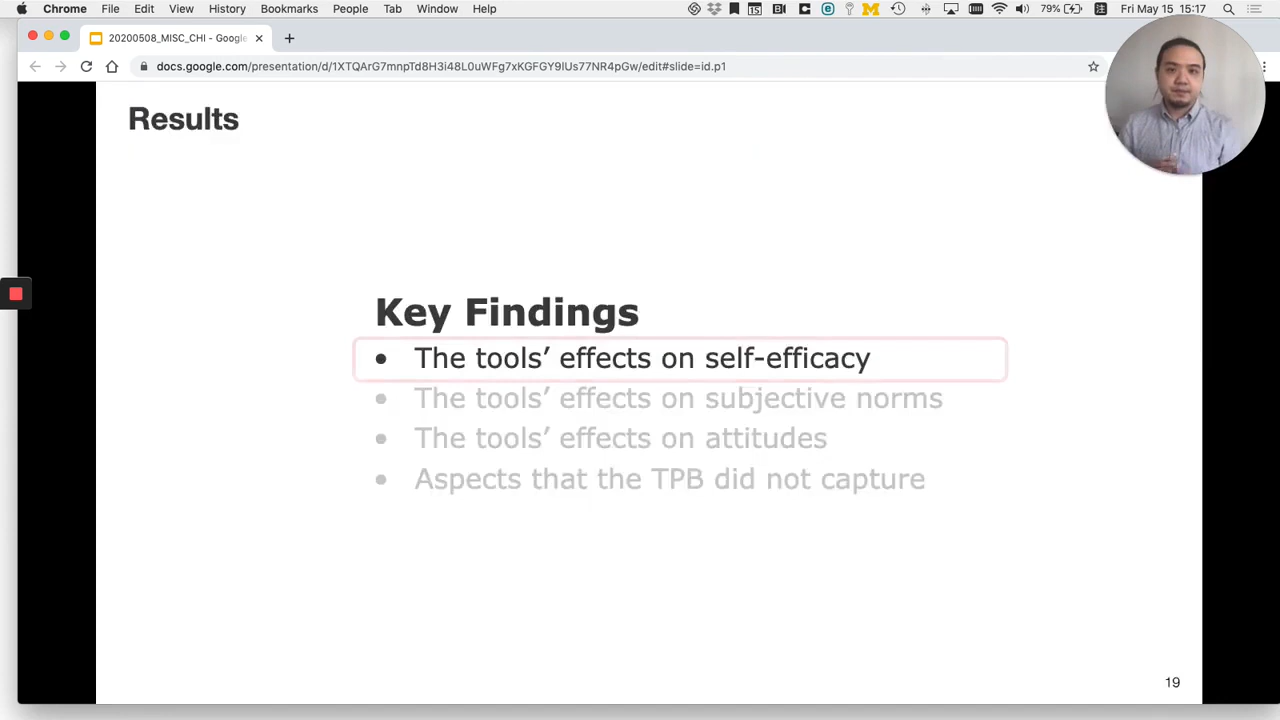 Chrome File Edit View History Bookmarks People Tab Window Help 79% Fri May 15 15:17
20200508_MISC_CHI - Google
docs.google.com/presentation/d/1XTQArG7mnpTd8H3i48L0uWFg7xKGFGY9IUs77NR4pGw/edit#slide=id.p1
Results
Key Findings
• The tools’ effects on self-efficacy
• The tools’ effects on subjective norms
• The tools’ effects on attitudes
• Aspects that the TPB did not capture
19